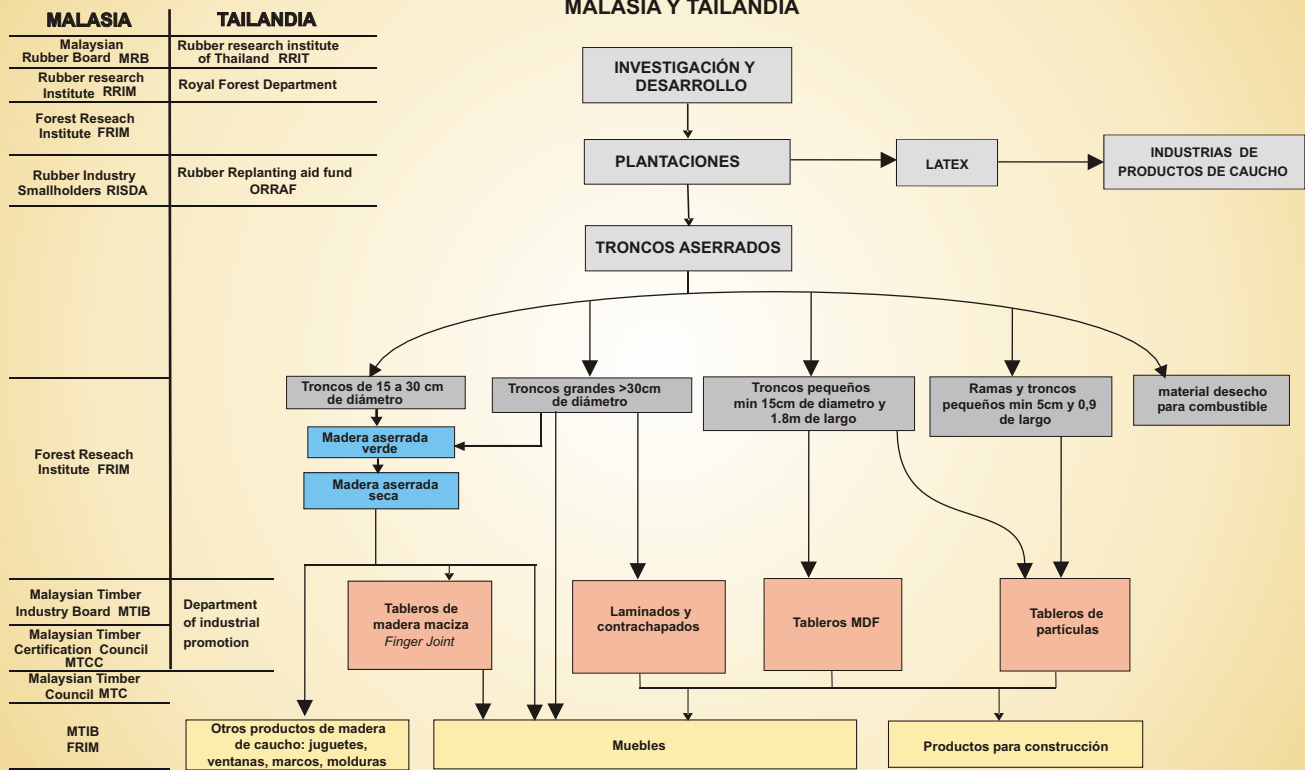 MALASIA Y TAILANDIA
MALASIA
TAILANDIA
Malaysian
Rubber Board MRB
Rubber research institute
of Thailand RRIT
Rubber research
Institute RRIM
Royal Forest Department
Forest Reseach
Institute FRIM
Rubber Industry
Smallholders RISDA
Rubber Replanting aid fund
ORRAF
Forest Reseach
Institute FRIM
Malaysian Timber
Industry Board MTIB
Department
of industrial
promotion
Malaysian Timber
Certification Council
MTCC
Malaysian Timber
Council MTC
MTIB
FRIM
INVESTIGACIÓN Y
DESARROLLO
PLANTACIONES
LATEX
INDUSTRIAS DE
PRODUCTOS DE CAUCHO
TRONCOS ASERRADOS
Troncos de 15 a 30 cm
de diámetro
Troncos grandes >30cm
de diámetro
Troncos pequeños
min 15cm de diametro y
1.8m de largo
Ramas y troncos
pequeños min 5cm y 0,9
de largo
material desecho
para combustible
Madera aserrada
verde
Madera aserrada
seca
Tableros de
madera maciza
Finger Joint
Laminados y
contrachapados
Tableros MDF
Tableros de
partículas
Otros productos de madera
de caucho: juguetes,
ventanas, marcos, molduras
Muebles
Productos para construcción